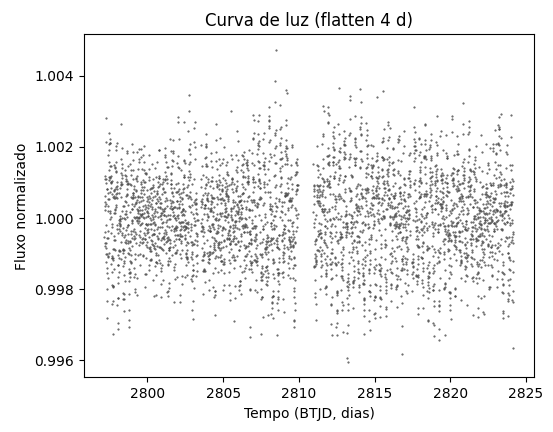 Curva de luz (flatten 4 d)
Fluxo normalizado
1.004
1.002
1.000
0.998
0.996
2800 2805 2810 2815 2820 2825
Tempo (BTJD, dias)